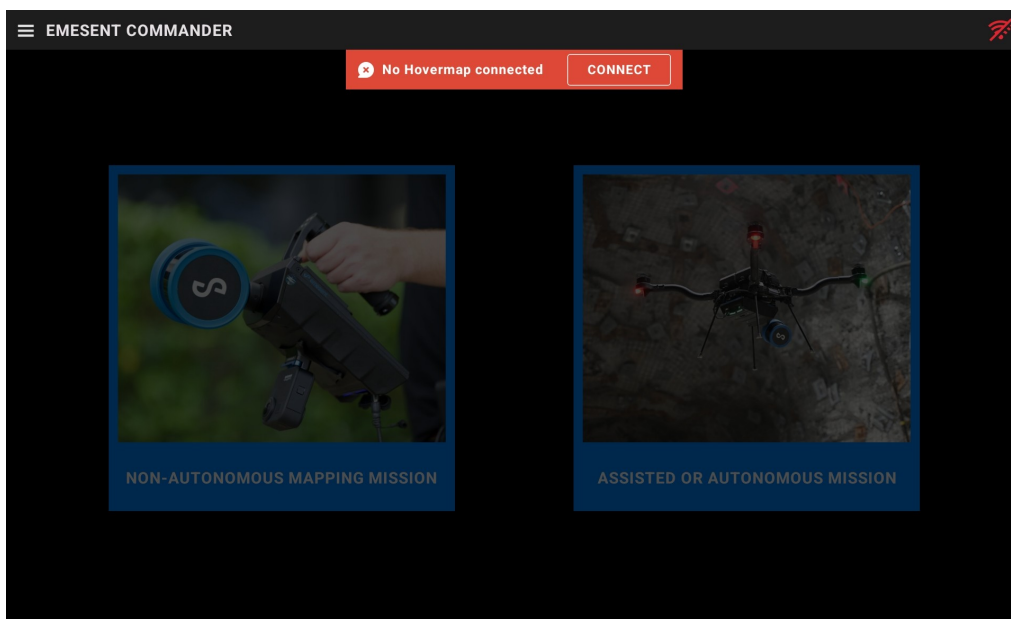 EMESENT COMMANDER
No Hovermap connected
CONNECT
NON-AUTONOMOUS MAPPING MISSION
ASSISTED OR AUTONOMOUS MISSION